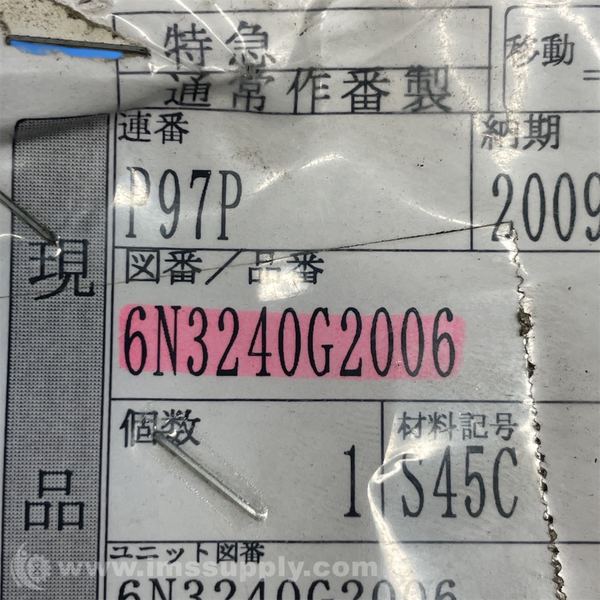 特急
通常作番製
移動
連番
納期
P97P
2009
現品
図番／品番
6N3240G2006
個数
材料記号
1
S45C
ユニット図番
6N3240G2006
www.imssupply.com